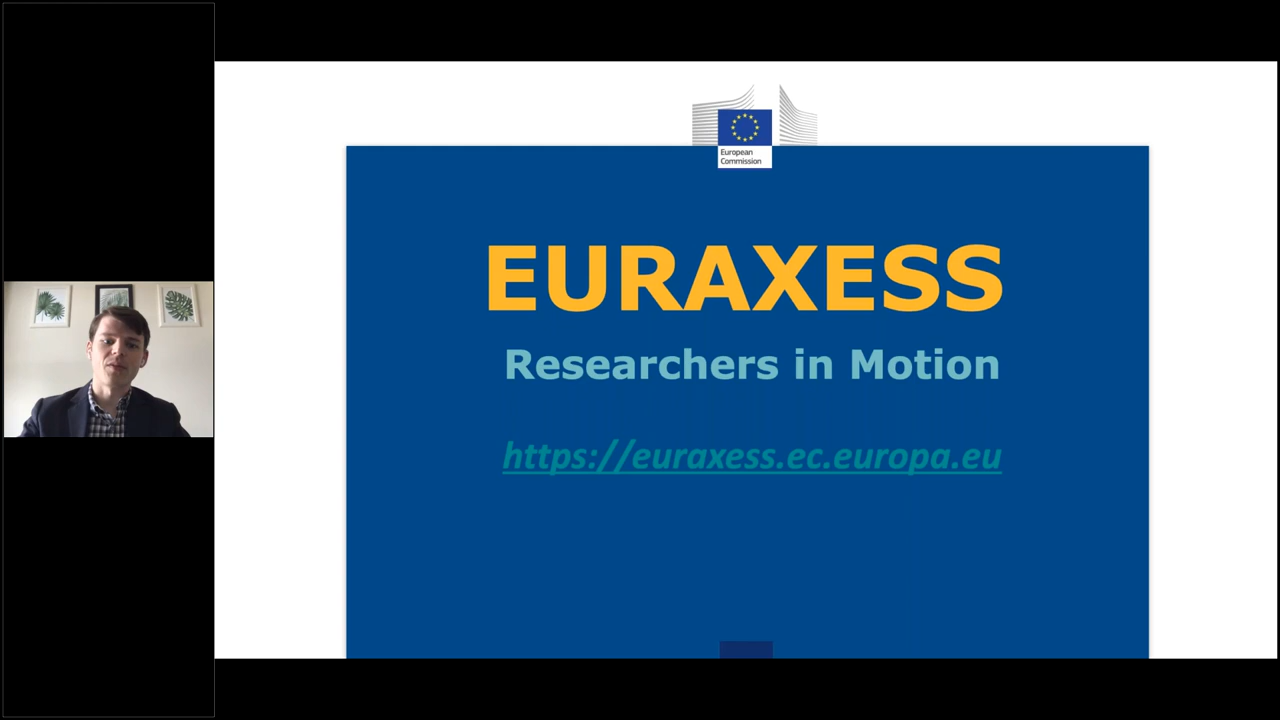 European
Commission
EURAXESS
Researchers in Motion
https://euraxess.ec.europa.eu